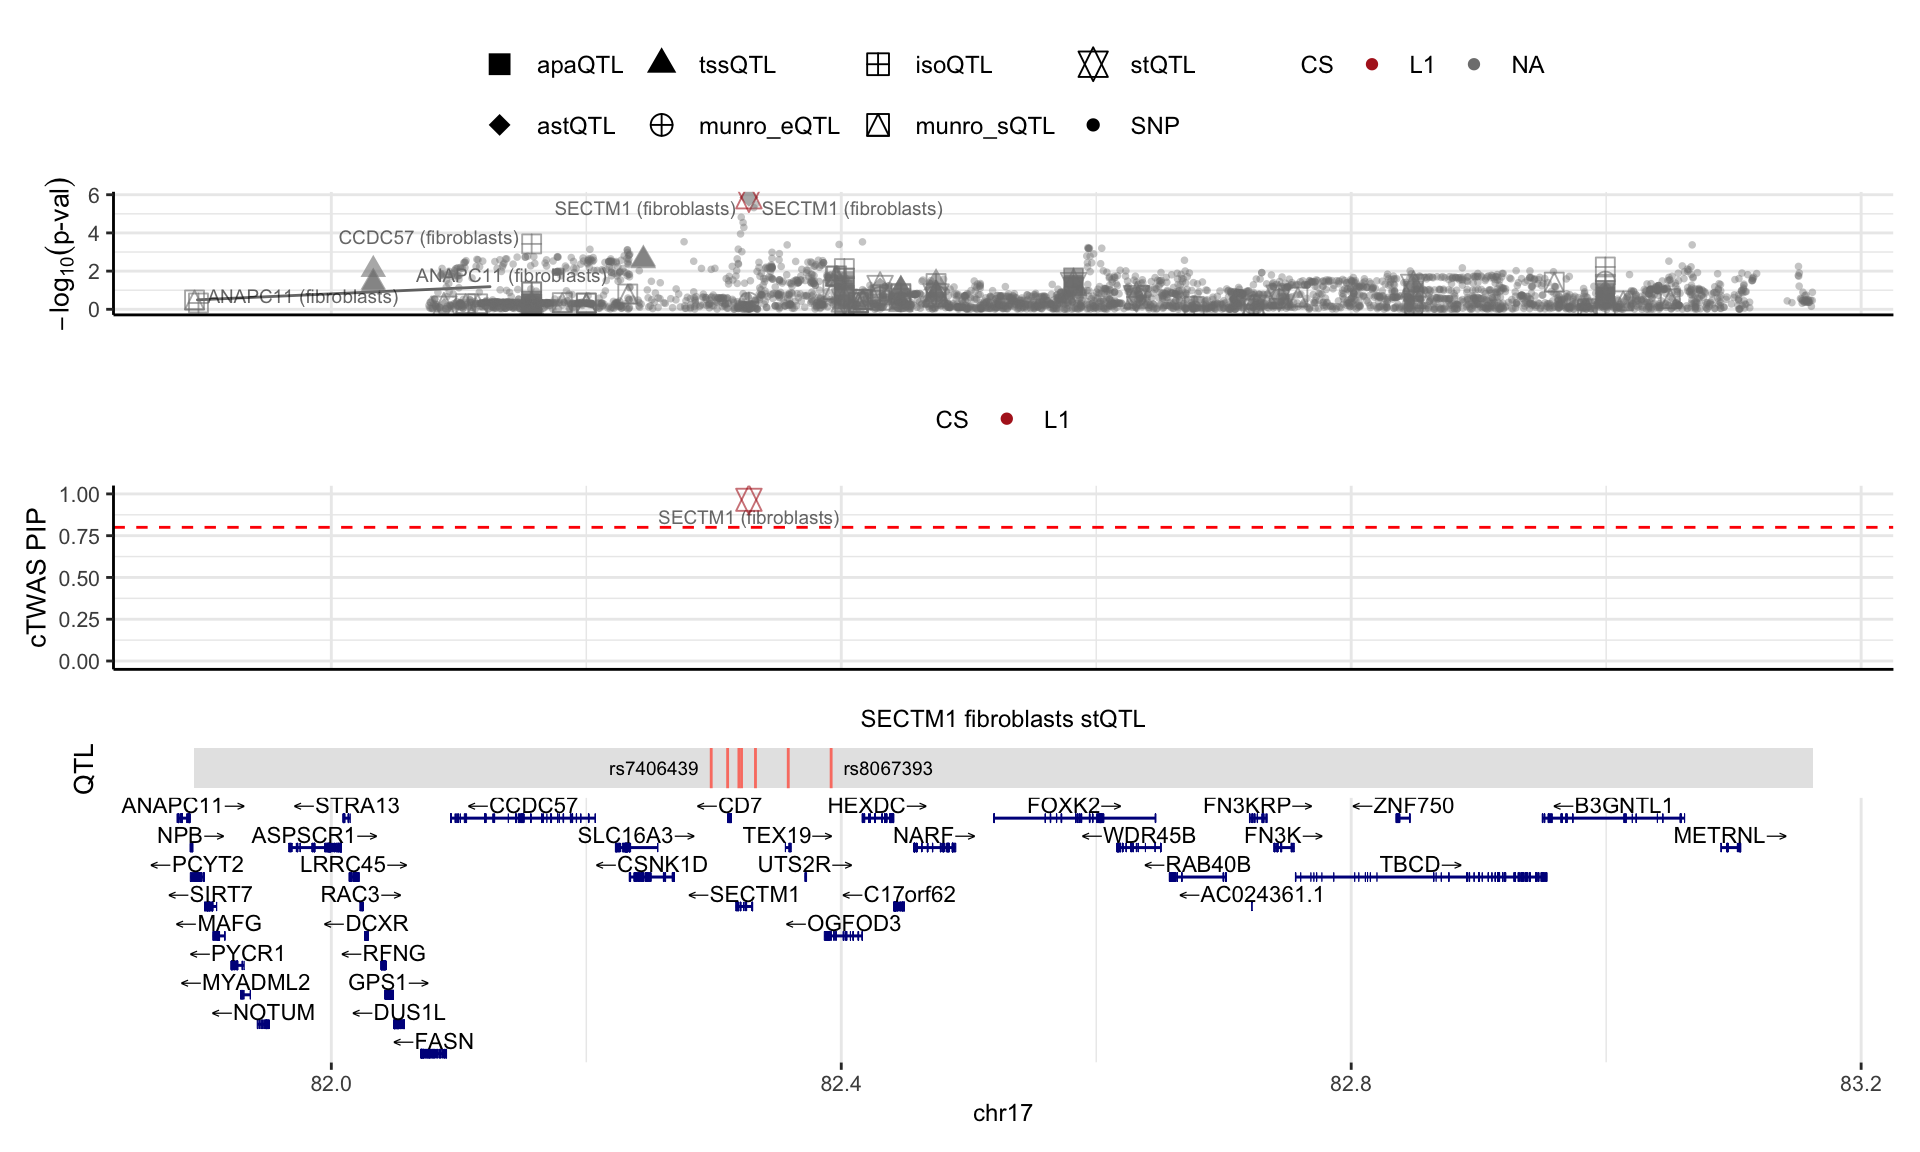 apaQTL tssQTL isoQTL stQTL CS L1 NA
astQTL munro_eQTL munro_sQTL SNP
−log10(p-val)
6
4
2
0
SECTM1 (fibroblasts) SECTM1 (fibroblasts)
CCDC57 (fibroblasts)
ANAPC11 (fibroblasts)
ANAPC11 (fibroblasts)
CS L1
cTWAS PIP
1.00
0.75
0.50
0.25
0.00
SECTM1 (fibroblasts)
SECTM1 fibroblasts stQTL
QTL
rs7406439 rs8067393
ANAPC11→ ←STRA13 ←CCDC57 ←CD7 HEXDC→ FOXK2→ FN3KRP→ ←ZNF750 ←B3GNTL1
NPB→ ASPSCR1→ SLC16A3→ TEX19→ NARF→ ←WDR45B FN3K→ METRNL→
←PCYT2 LRRC45→ ←CSNK1D UTS2R→ ←RAB40B TBCD→
←SIRT7 RAC3→ ←SECTM1 ←C17orf62 ←AC024361.1
←MAFG ←DCXR ←OGFOD3
←PYCR1 ←RFNG
←MYADML2 GPS1→
←NOTUM ←DUS1L
←FASN
82.0 82.4 82.8 83.2
chr17